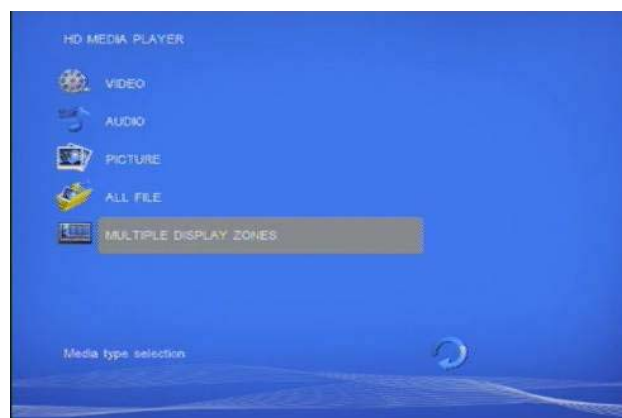 HD MEDIA PLAYER
VIDEO
AUDIO
PICTURE
ALL FILE
MULTIPLE DISPLAY ZONES
Media type selection